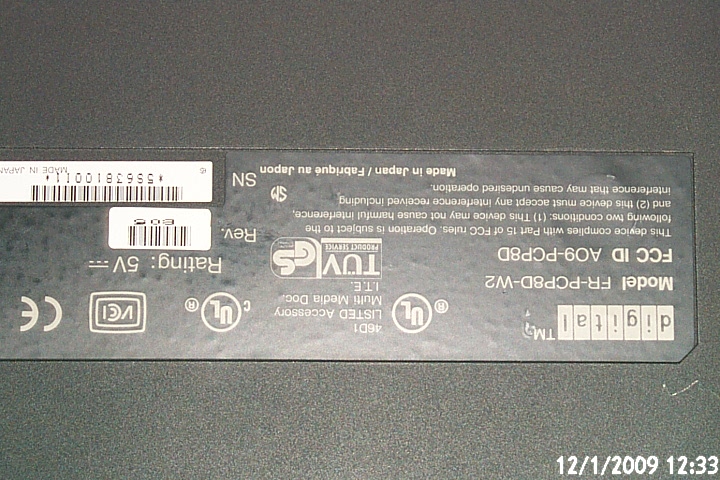 digital TM
Model FR-PCP8D-W2
FCC ID A09-PCP8D
This device complies with Part 15 of FCC rules. Operation is subject to the
following two conditions: (1) This device may not cause harmful interference,
and (2) this device must accept any interference received including
interference that may cause undesired operation.
Made in Japan / Fabriqué au Japon
UL
46D1
LISTED Accessory
Multi Media Doc.
I.T.E.
TÜV GS
PRODUCT SERVICE
C UL
VCI
CE
Rating: 5V
Rev.
E05
SN
MADE IN JAPAN
12/1/2009 12:33